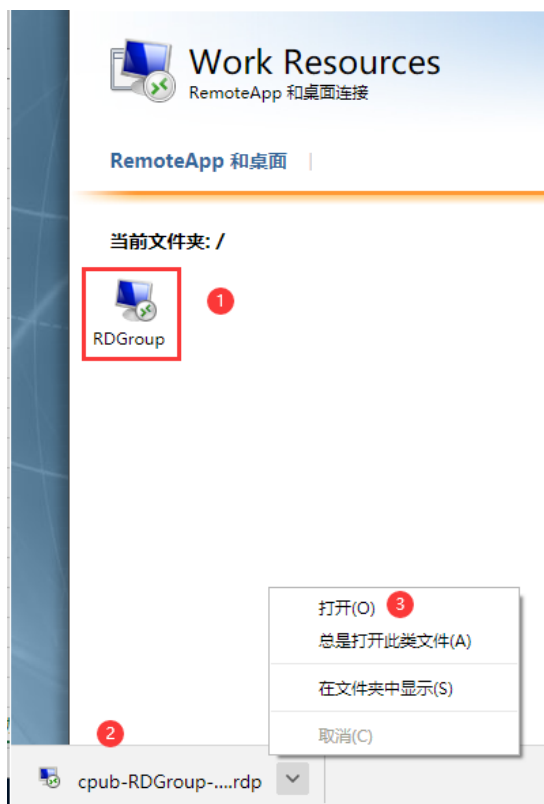 Work Resources
RemoteApp 和桌面连接
RemoteApp 和桌面
当前文件夹: /
1
RDGroup
打开(O) 3
总是打开此类文件(A)
在文件夹中显示(S)
取消(C)
2
cpub-RDGroup-....rdp